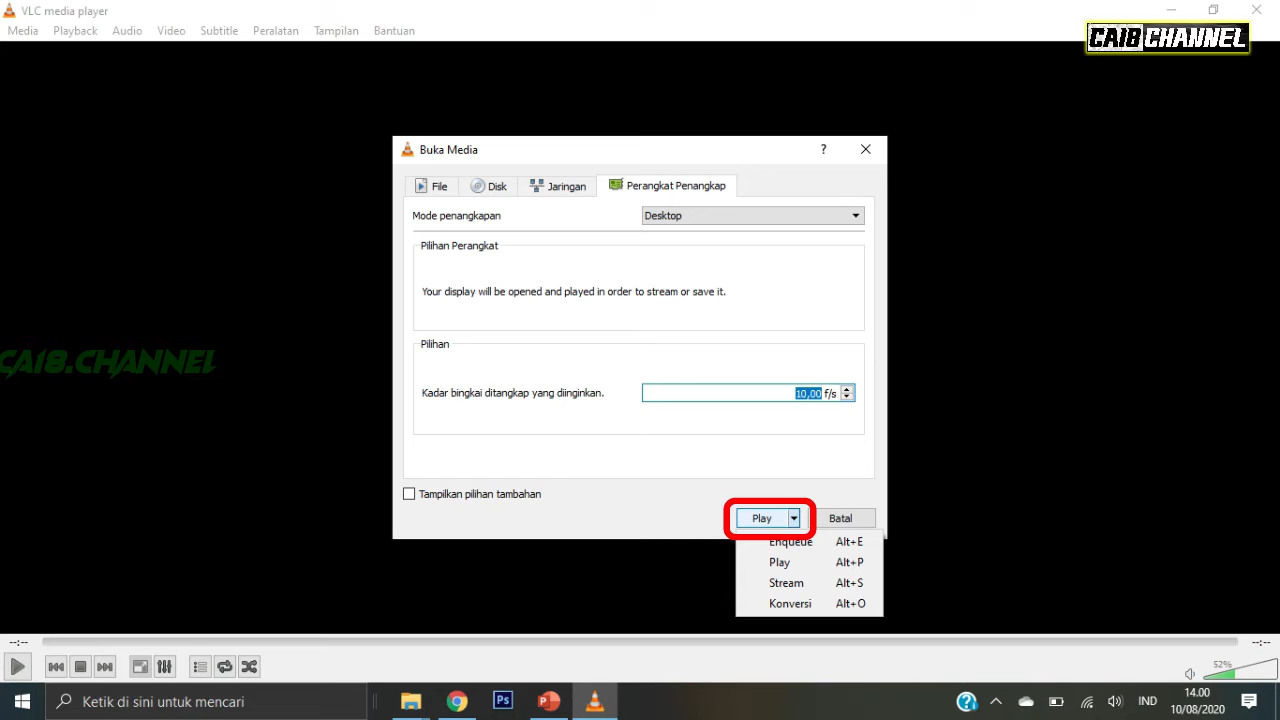 VLC media player
Media Playback Audio Video Subtitle Peralatan Tampilan Bantuan
CA18CHANNEL
Buka Media
?
File Disk Jaringan Perangkat Penangkap
Mode penangkapan Desktop
Pilihan Perangkat
Your display will be opened and played in order to stream or save it.
Pilihan
CA18.CHANNEL
Kadar bingkai ditangkap yang diinginkan. 10,00 f/s
Tampilkan pilihan tambahan
Play Batal
Enqueue Alt+E
Play Alt+P
Stream Alt+S
Konversi Alt+O
--:-- --:--
52%
Ketik di sini untuk mencari
Ps
P
?
IND
14.00
10/08/2020